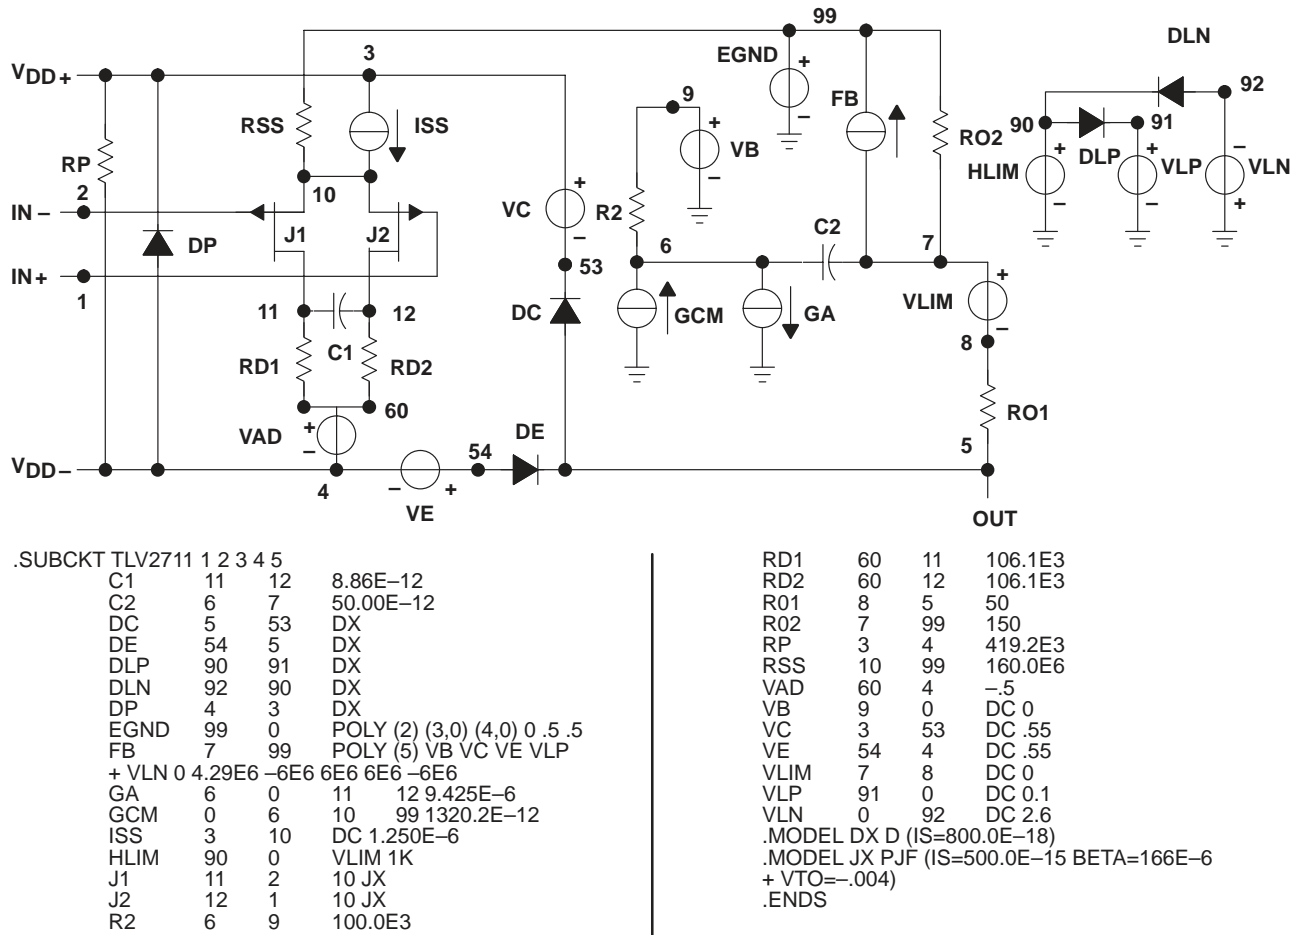 99
DLN
3
EGND
+
–
VDD+
92
9
FB
90
91
RSS
ISS
+
VB
–
RO2
RP
DLP
+
HLIM
–
+
VLP
–
–
VLN
+
10
2
IN–
VC
+
–
R2
C2
J1
J2
DP
6
7
IN+
1
53
+
VLIM
–
11
12
DC
GCM
GA
C1
8
RD1
RD2
60
RO1
VAD
+
–
DE
54
5
VDD–
4
–
+
VE
OUT
.SUBCKT TLV2711 1 2 3 4 5
C1 11 12 8.86E–12
C2 6 7 50.00E–12
DC 5 53 DX
DE 54 5 DX
DLP 90 91 DX
DLN 92 90 DX
DP 4 3 DX
EGND 99 0 POLY (2) (3,0) (4,0) 0 .5 .5
FB 7 99 POLY (5) VB VC VE VLP
+ VLN 0 4.29E6 –6E6 6E6 6E6 –6E6
GA 6 0 11 12 9.425E–6
GCM 0 6 10 99 1320.2E–12
ISS 3 10 DC 1.250E–6
HLIM 90 0 VLIM 1K
J1 11 2 10 JX
J2 12 1 10 JX
R2 6 9 100.0E3
RD1 60 11 106.1E3
RD2 60 12 106.1E3
R01 8 5 50
R02 7 99 150
RP 3 4 419.2E3
RSS 10 99 160.0E6
VAD 60 4 –.5
VB 9 0 DC 0
VC 3 53 DC .55
VE 54 4 DC .55
VLIM 7 8 DC 0
VLP 91 0 DC 0.1
VLN 0 92 DC 2.6
.MODEL DX D (IS=800.0E–18)
.MODEL JX PJF (IS=500.0E–15 BETA=166E–6
+ VTO=–.004)
.ENDS